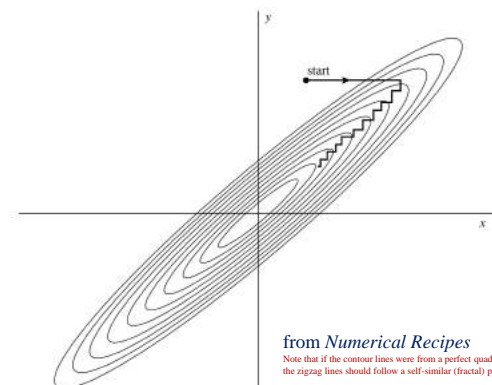 y
start
x
from Numerical Recipes
Note that if the contour lines were from a perfect
the zigzag lines should follow a self-similar (fractal)